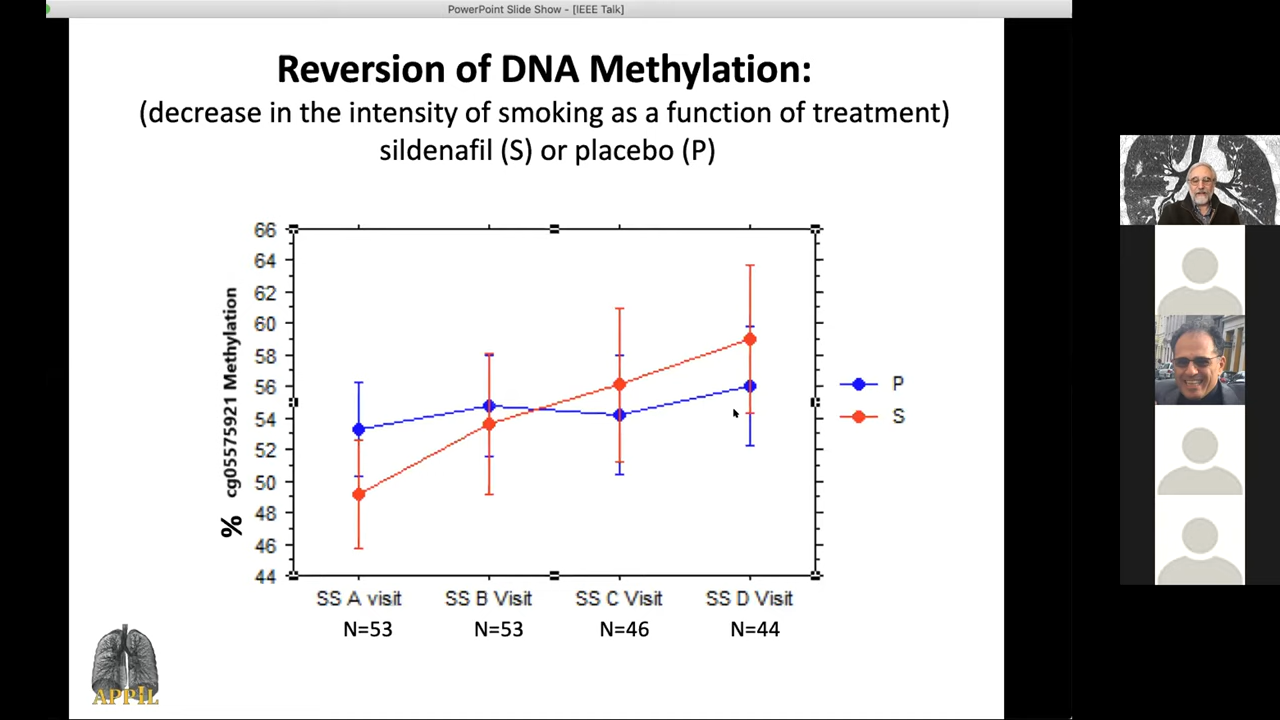 PowerPoint Slide Show - [IEEE Talk]
Reversion of DNA Methylation:
(decrease in the intensity of smoking as a function of treatment)
sildenafil (S) or placebo (P)
66
64
62
60
58
56
54
52
50
48
46
44
% cg05575921 Methylation
P
S
SS A visit SS B Visit SS C Visit SS D Visit
N=53 N=53 N=46 N=44
APPIL